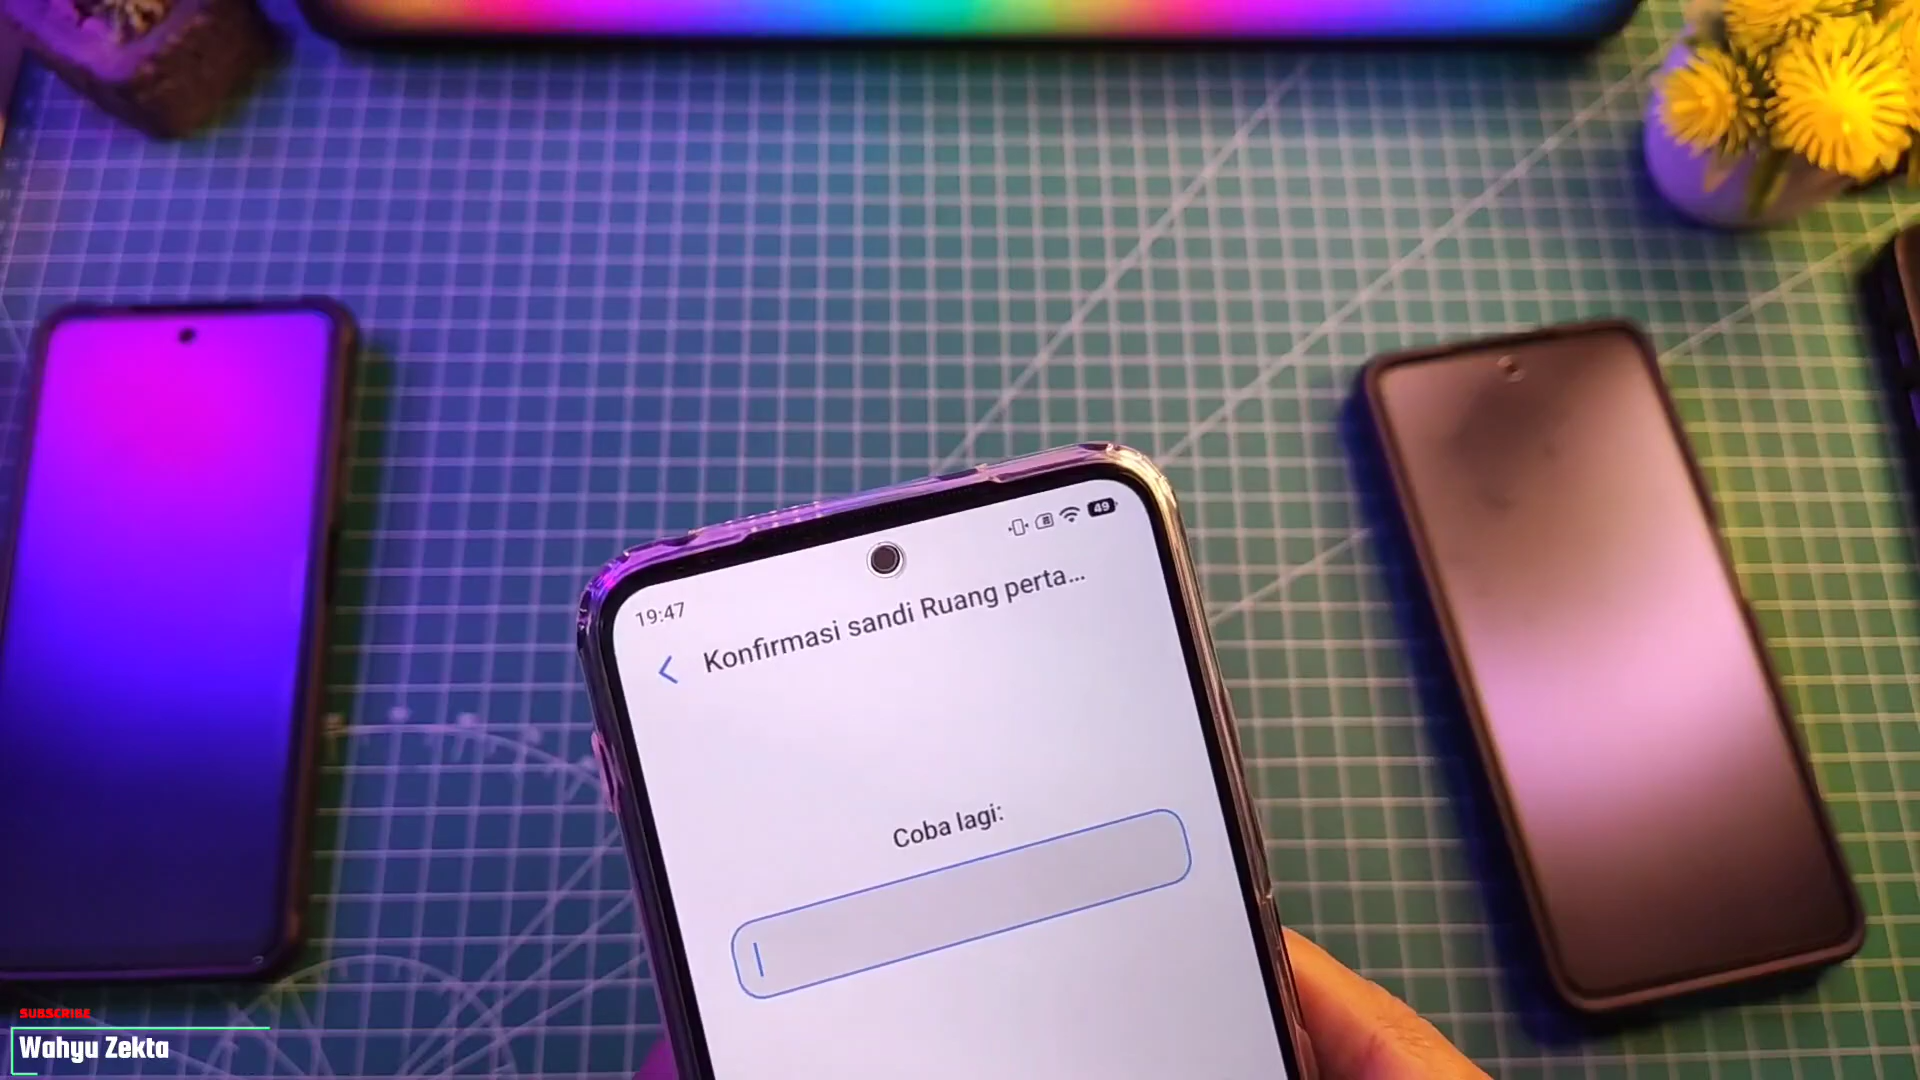 19:47
49
Konfirmasi sandi Ruang perta...
Coba lagi:
SUBSCRIBE
Wahyu Zekta